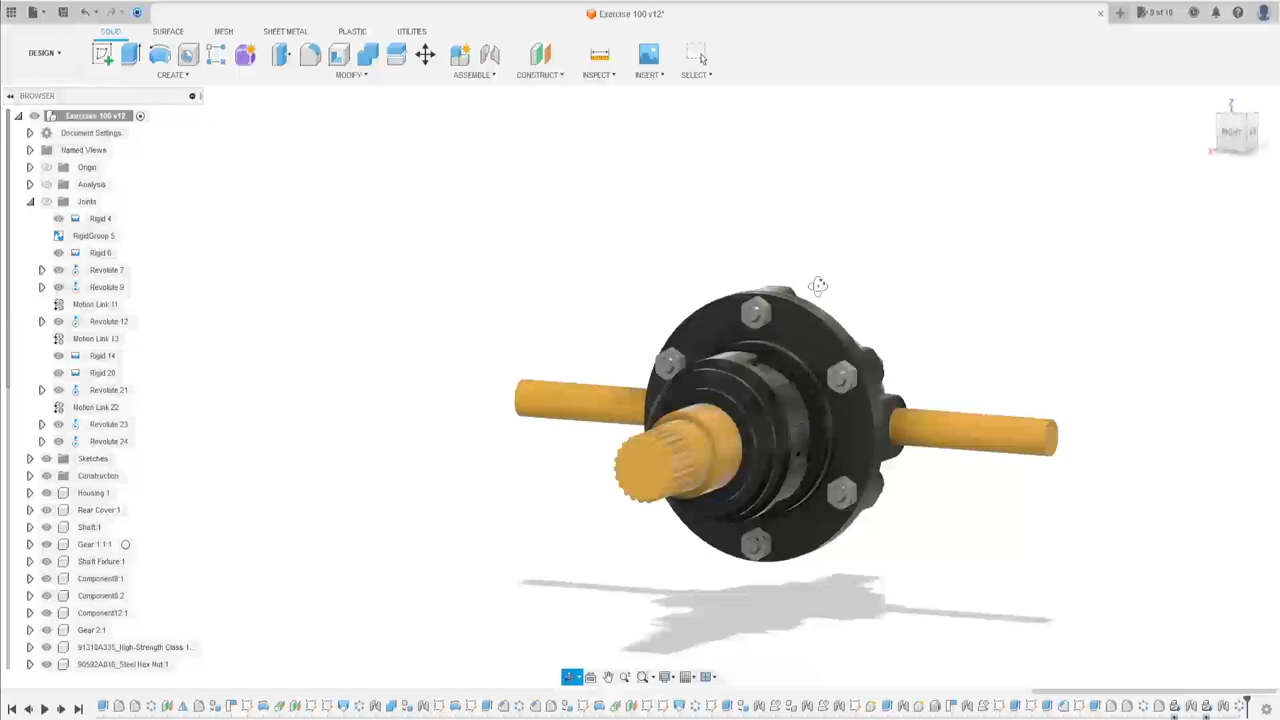 Exercise 100 v12*
9 of 10
SOLID SURFACE MESH SHEET METAL PLASTIC UTILITIES
DESIGN
CREATE MODIFY ASSEMBLE CONSTRUCT INSPECT INSERT SELECT
BROWSER
Z
RIGHT
X
Exercise 100 v12
Document Settings
Named Views
Origin
Analysis
Joints
Rigid 4
RigidGroup 5
Rigid 6
Revolute 7
Revolute 9
Motion Link 11
Revolute 12
Motion Link 13
Rigid 14
Rigid 20
Revolute 21
Motion Link 22
Revolute 23
Revolute 24
Sketches
Construction
Housing 1
Rear Cover:1
Shaft:1
Gear 1-1:1
Shaft Fixture:1
Component8:1
Component8:2
Component12:1
Gear 2:1
91310A335_High-Strength Class 1...
90592A016_Steel Hex Nut:1